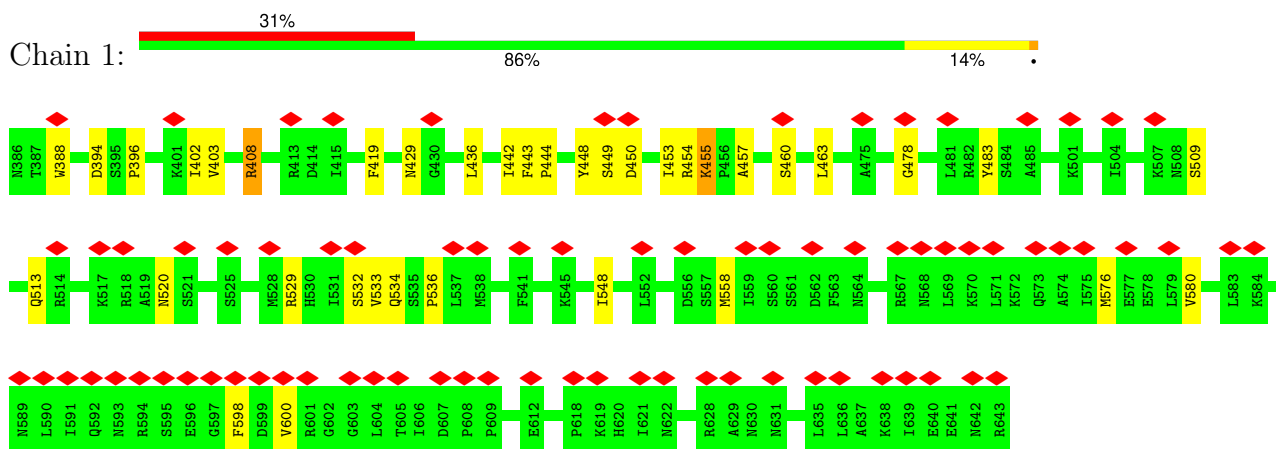 31%
Chain 1:
86% 14% •
N386 T387 W388 D394 S395 P396 K401 I402 V403 R408 R413 D414 I415 F419 N429 G430 L436 I442 F443 P444 Y448 S449 D450 I453 R454 K455 P456 A457 S460 L463 A475 G478 L481 R482 Y483 S484 A485 K501 I504 K507 N508 S509
Q513 R514 K517 R518 A519 N520 S521 S525 M528 R529 H530 I531 S532 V533 Q534 S535 P536 L537 M538 F541 K545 I548 L552 D556 S557 M558 I559 S560 S561 D562 F563 N564 R567 N568 L569 K570 L571 K572 Q573 A574 I575 M576 E577 E578 L579 V580 L583 K584
N589 L590 I591 Q592 N593 R594 S595 E596 G597 F598 D599 V600 R601 G602 G603 L604 T605 I606 D607 P608 P609 E612 P618 K619 H620 I621 N622 R628 A629 N630 N631 L635 L636 A637 K638 I639 E640 E641 N642 R643